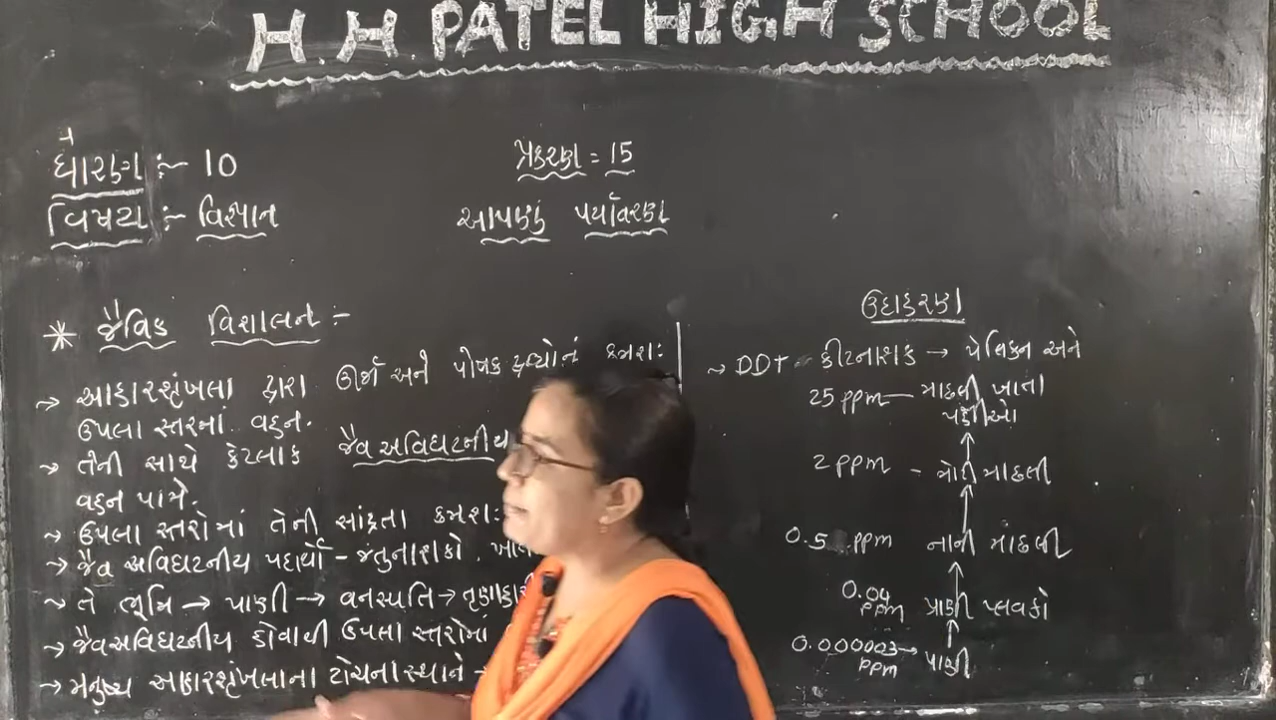 H.H PATEL HIGH SCHOOL
ધોરણ :- 10
વિષય :- વિજ્ઞાન
પ્રકરણ = 15
આપણું પર્યાવરણ
* જૈવિક વિશાલન :-
→ આહારશૃંખલા દ્વારા ઊર્જા અને પોષક દ્રવ્યોનું ક્રમશઃ
ઉપલા સ્તરમાં વહન.
→ તેની સાથે કેટલાક જૈવ અવિઘટનીય
વહન પામે.
→ ઉપલા સ્તરોમાં તેની સાંદ્રતા ક્રમશઃ
→ જૈવ અવિઘટનીય પદાર્થો - જંતુનાશકો
→ તે ભૂમિ → પાણી → વનસ્પતિ →
→ જૈવઅવિઘટનીય હોવાથી ઉપલા સ્તરોમાં
→ મનુષ્ય આહારશૃંખલાના ટોચના સ્થાને
ઉદાહરણ
→ DDT - કીટનાશક → પેલિકન અને
25 ppm - માછલી ખાતા
પક્ષીઓ
2 ppm - મોટી માછલી
0.5 ppm નાની માછલી
0.04
ppm પ્રાણી પ્લવકો
0.000003 → પાણી
ppm